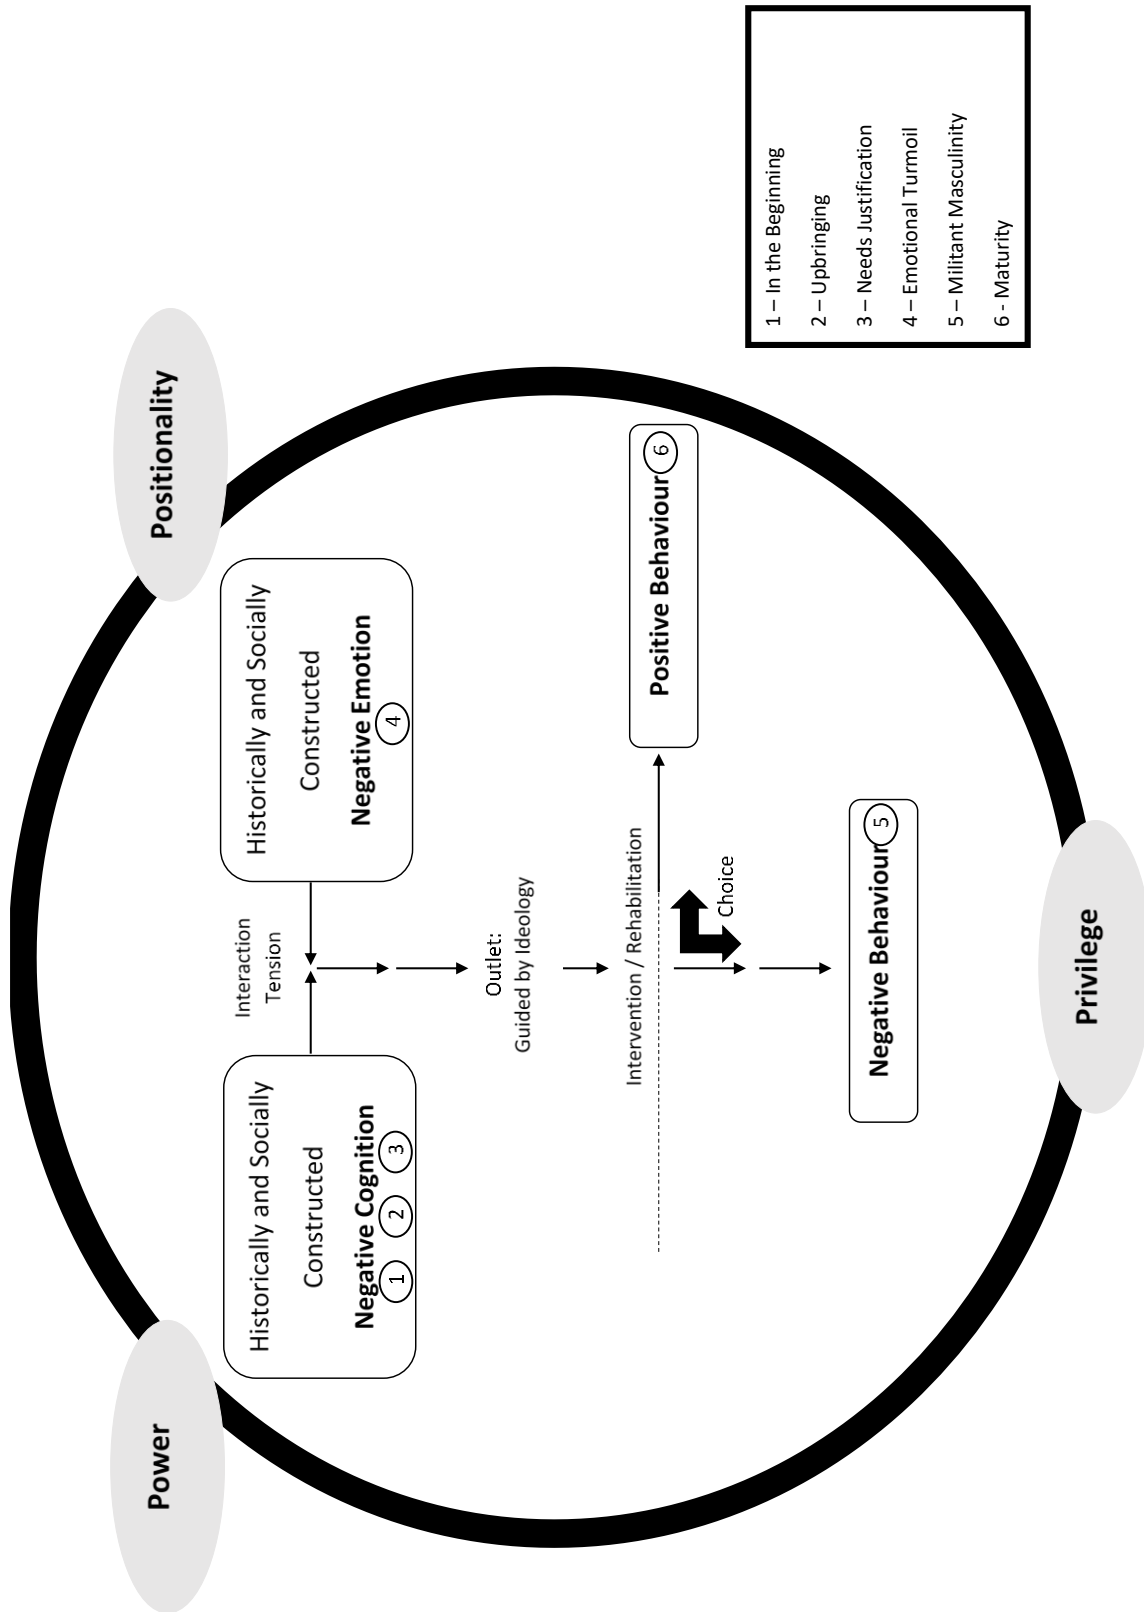 Power
Positionality
Historically and Socially
Constructed
Negative Cognition
1 2 3
Interaction
Tension
Historically and Socially
Constructed
Negative Emotion
4
Outlet:
Guided by Ideology
Intervention / Rehabilitation
Positive Behaviour 6
Choice
Negative Behaviour 5
Privilege
1 – In the Beginning
2 – Upbringing
3 – Needs Justification
4 – Emotional Turmoil
5 – Militant Masculinity
6 - Maturity